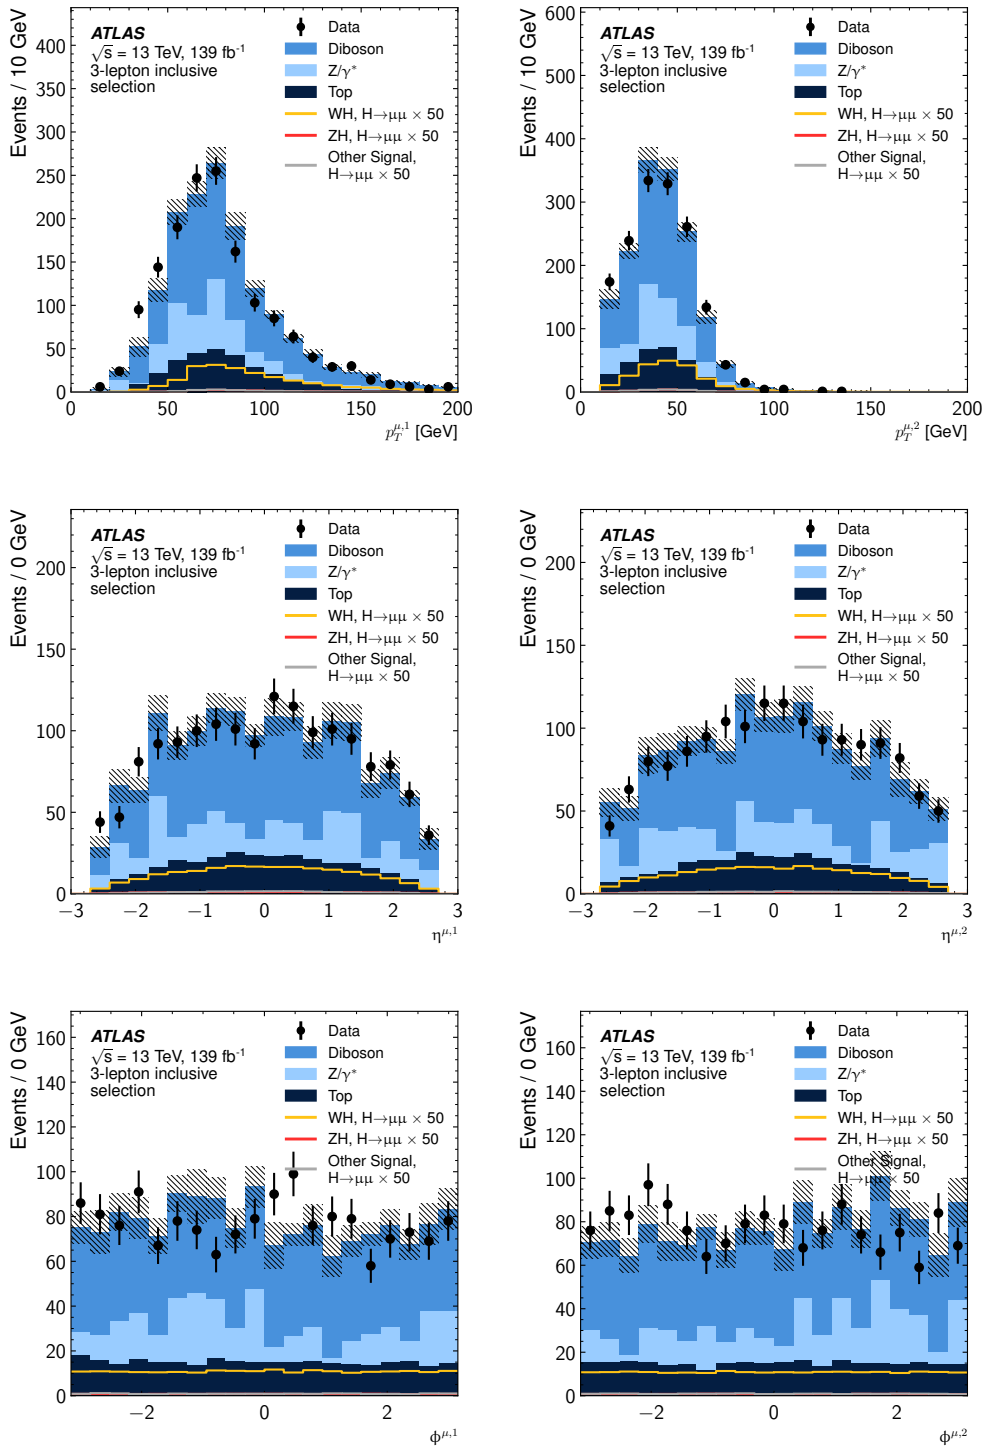 ATLAS
√s = 13 TeV, 139 fb⁻¹
3-lepton inclusive
selection
Data
Diboson
Z/γ*
Top
WH, H→μμ × 50
ZH, H→μμ × 50
Other Signal,
H→μμ × 50
Events / 10 GeV
400
350
300
250
200
150
100
50
0
0 50 100 150 200
p_T^{μ,1} [GeV]
ATLAS
√s = 13 TeV, 139 fb⁻¹
3-lepton inclusive
selection
Data
Diboson
Z/γ*
Top
WH, H→μμ × 50
ZH, H→μμ × 50
Other Signal,
H→μμ × 50
Events / 10 GeV
600
500
400
300
200
100
0
0 50 100 150 200
p_T^{μ,2} [GeV]
ATLAS
√s = 13 TeV, 139 fb⁻¹
3-lepton inclusive
selection
Data
Diboson
Z/γ*
Top
WH, H→μμ × 50
ZH, H→μμ × 50
Other Signal,
H→μμ × 50
Events / 0 GeV
200
150
100
50
0
−3 −2 −1 0 1 2 3
η^{μ,1}
ATLAS
√s = 13 TeV, 139 fb⁻¹
3-lepton inclusive
selection
Data
Diboson
Z/γ*
Top
WH, H→μμ × 50
ZH, H→μμ × 50
Other Signal,
H→μμ × 50
Events / 0 GeV
200
150
100
50
0
−3 −2 −1 0 1 2 3
η^{μ,2}
ATLAS
√s = 13 TeV, 139 fb⁻¹
3-lepton inclusive
selection
Data
Diboson
Z/γ*
Top
WH, H→μμ × 50
ZH, H→μμ × 50
Other Signal,
H→μμ × 50
Events / 0 GeV
160
140
120
100
80
60
40
20
0
−2 0 2
ϕ^{μ,1}
ATLAS
√s = 13 TeV, 139 fb⁻¹
3-lepton inclusive
selection
Data
Diboson
Z/γ*
Top
WH, H→μμ × 50
ZH, H→μμ × 50
Other Signal,
H→μμ × 50
Events / 0 GeV
160
140
120
100
80
60
40
20
0
−2 0 2
ϕ^{μ,2}